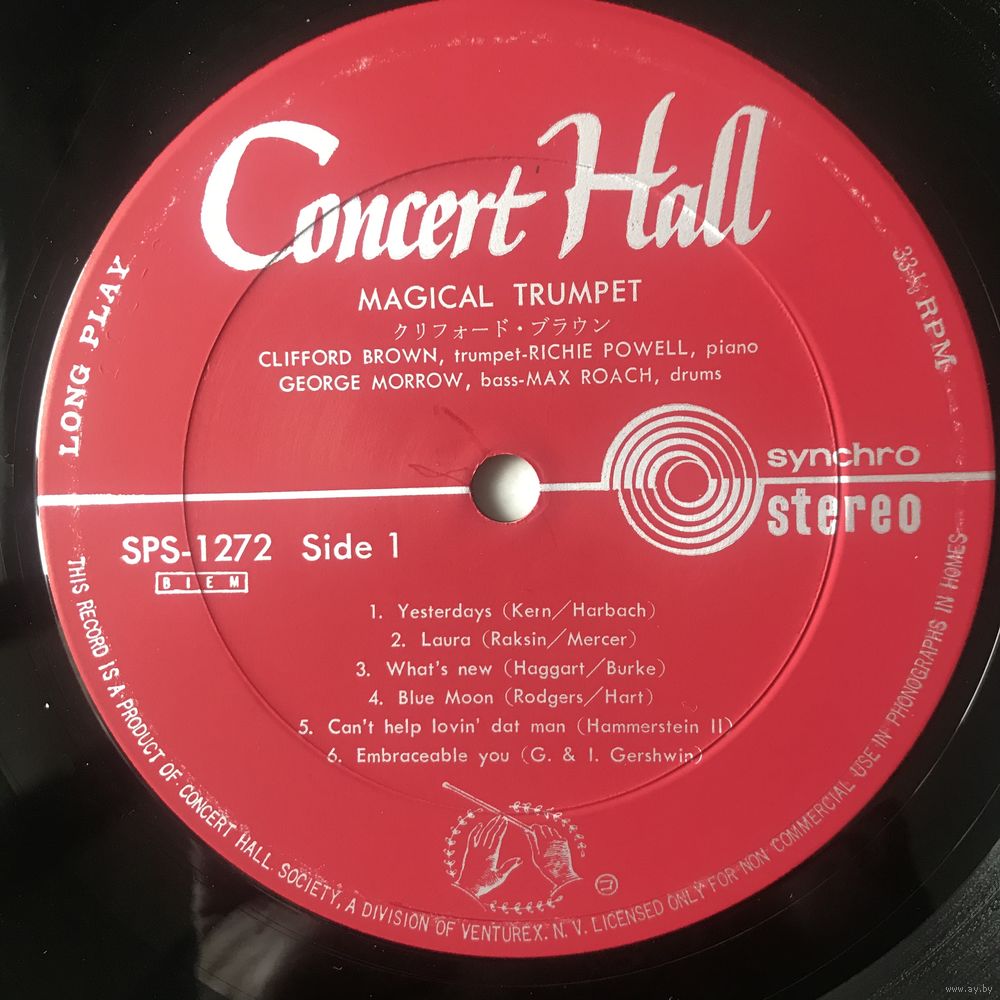 Concert Hall
MAGICAL TRUMPET
クリフォード・ブラウン
CLIFFORD BROWN, trumpet-RICHIE POWELL, piano
GEORGE MORROW, bass-MAX ROACH, drums
LONG PLAY
33⅓ RPM
synchro
stereo
SPS-1272 Side 1
BIEM
1. Yesterdays (Kern/Harbach)
2. Laura (Raksin/Mercer)
3. What's new (Haggart/Burke)
4. Blue Moon (Rodgers/Hart)
5. Can't help lovin' dat man (Hammerstein II)
6. Embraceable you (G. & I. Gershwin)
THIS RECORD IS A PRODUCT OF CONCERT HALL SOCIETY, A DIVISION OF VENTUREX. N. V. LICENSED ONLY FOR NON COMMERCIAL USE IN PHONOGRAPHS IN HOMES
www.ay.by